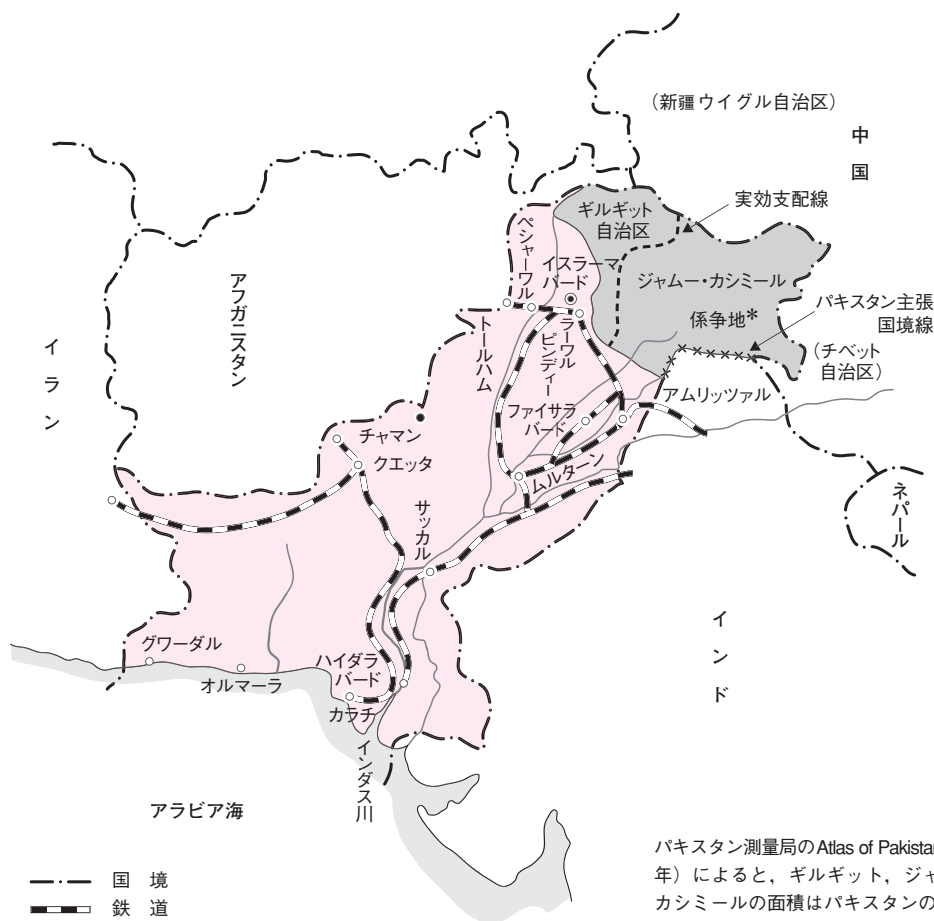 （新疆ウイグル自治区）
中国
実効支配線
ギルギット
自治区
ペシャーワル
イスラーマ
バード
ジャムー・カシミール
係争地*
パキスタン主張
国境線
（チベット
自治区）
アフガニスタン
イラン
トールハム
ラーワル
ピンディー
アムリッツァル
ファイサラ
バード
チャマン
クエッタ
ムルターン
サッカル
ネパール
インド
グワーダル
オルマーラ
ハイダラ
バード
カラチ
インダス川
アラビア海
国　境
鉄　道
パキスタン測量局のAtlas of Pakistan
年）によると，ギルギット，ジャ
カシミールの面積はパキスタンの